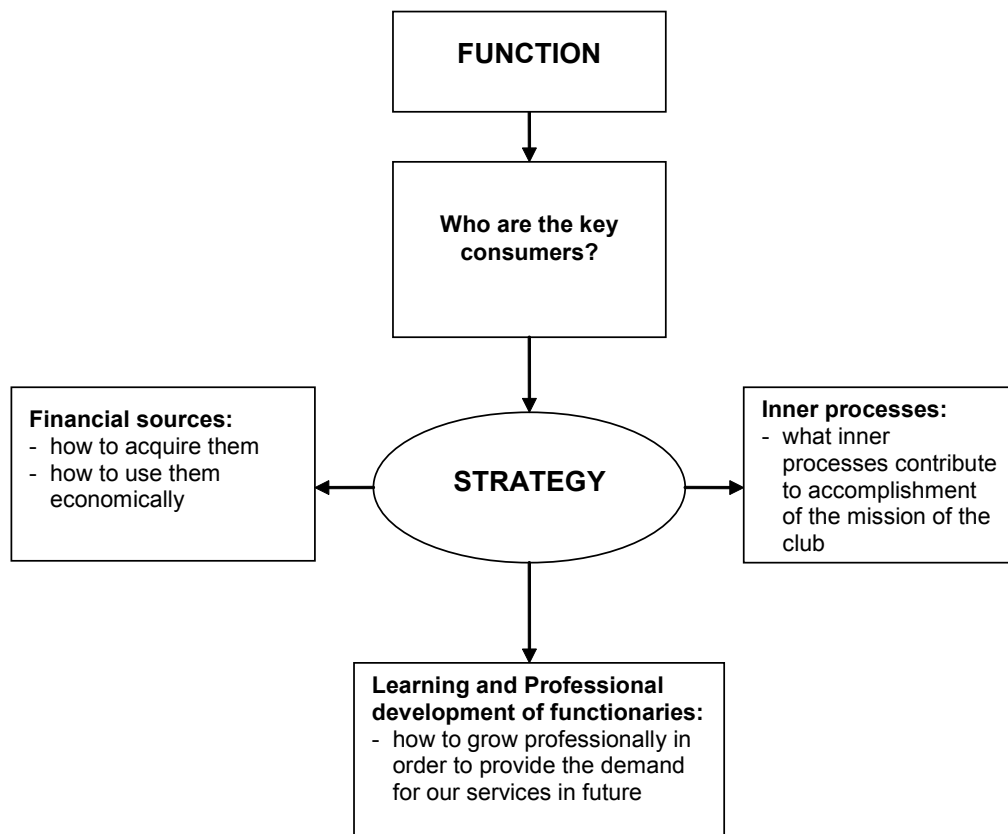 FUNCTION
Who are the key
consumers?
Financial sources:
- how to acquire them
- how to use them
economically
STRATEGY
Inner processes:
- what inner
processes contribute
to accomplishment
of the mission of the
club
Learning and Professional
development of functionaries:
- how to grow professionally in
order to provide the demand
for our services in future